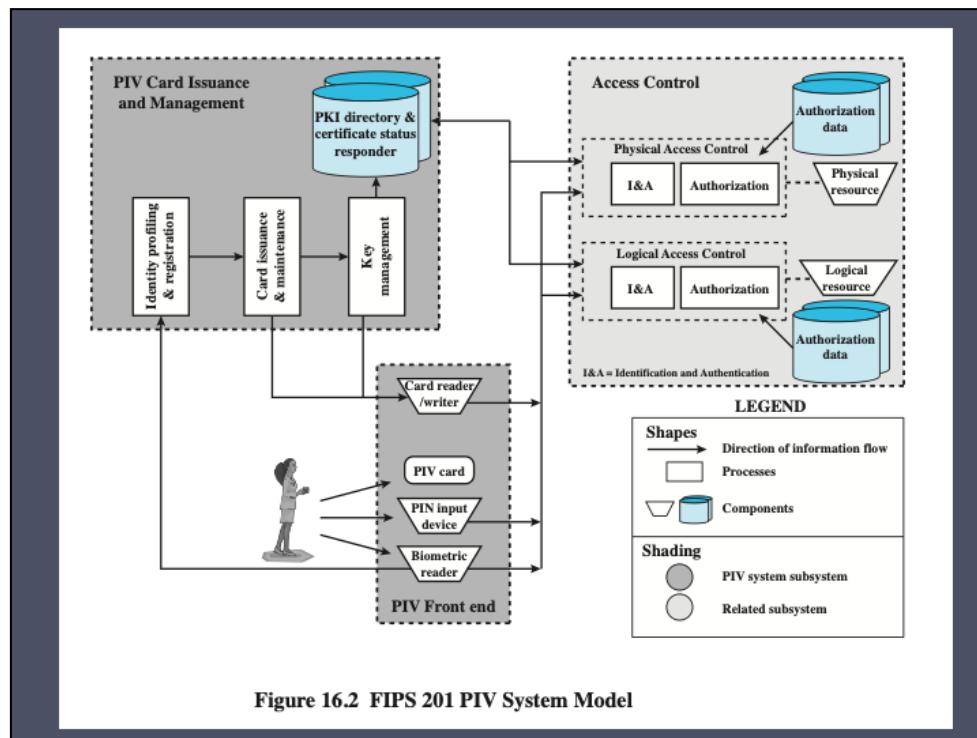 PIV Card Issuance
and Management
PKI directory &
certificate status
responder
Identity profiling
& registration
Card issuance
& maintenance
Key
management
Access Control
Authorization
data
Physical Access Control
I&A
Authorization
Physical
resource
Logical Access Control
I&A
Authorization
Logical
resource
Authorization
data
I&A = Identification and Authentication
Card reader
/writer
PIV card
PIN input
device
Biometric
reader
PIV Front end
LEGEND
Shapes
Direction of information flow
Processes
Components
Shading
PIV system subsystem
Related subsystem
Figure 16.2 FIPS 201 PIV System Model